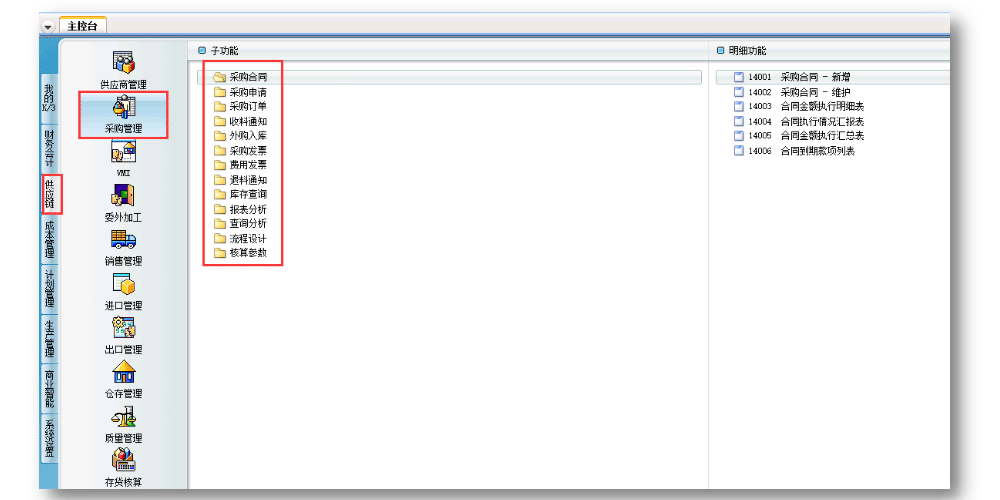 主控台
我的K/3
财务会计
供应链
成本管理
计划管理
生产管理
商业智能
系统设置
供应商管理
采购管理
VMI
委外加工
销售管理
进口管理
出口管理
仓存管理
质量管理
存货核算
子功能
采购合同
采购申请
采购订单
收料通知
外购入库
采购发票
费用发票
退料通知
库存查询
报表分析
查询分析
流程设计
核算参数
明细功能
14001 采购合同 - 新增
14002 采购合同 - 维护
14003 合同金额执行明细表
14004 合同执行情况汇报表
14005 合同金额执行汇总表
14006 合同到期款项列表